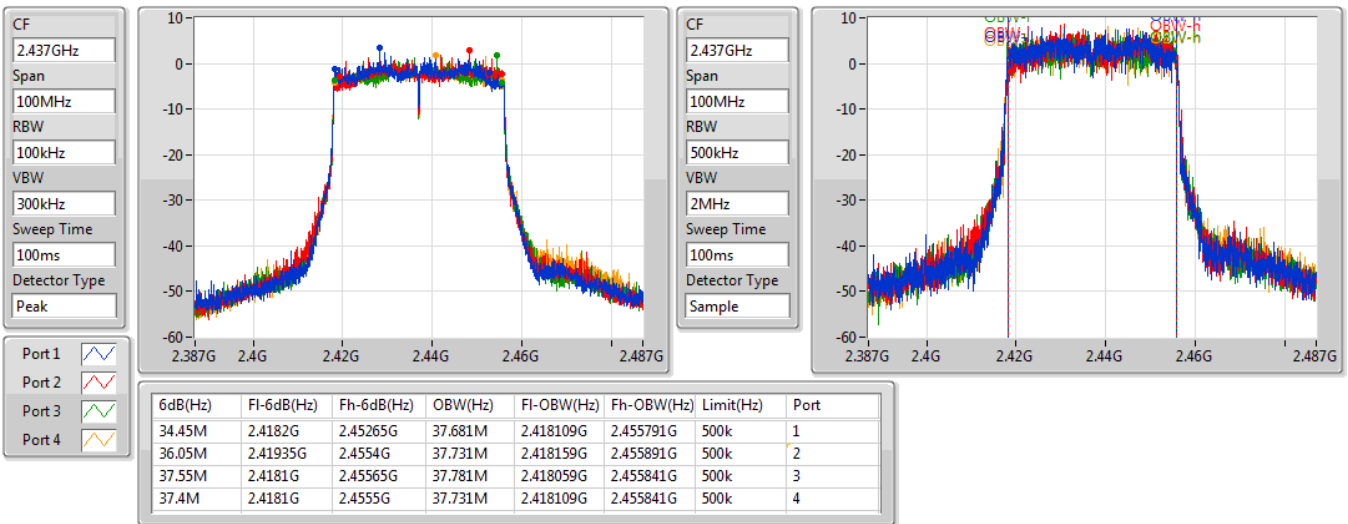 CF
2.437GHz
Span
100MHz
RBW
100kHz
VBW
300kHz
Sweep Time
100ms
Detector Type
Peak
10
0
-10
-20
-30
-40
-50
-60
2.387G 2.4G 2.42G 2.44G 2.46G 2.487G
CF
2.437GHz
Span
100MHz
RBW
500kHz
VBW
2MHz
Sweep Time
100ms
Detector Type
Sample
10
0
-10
-20
-30
-40
-50
-60
OBW-h
2.387G 2.4G 2.42G 2.44G 2.46G 2.487G
Port 1
Port 2
Port 3
Port 4
6dB(Hz) Fl-6dB(Hz) Fh-6dB(Hz) OBW(Hz) Fl-OBW(Hz) Fh-OBW(Hz) Limit(Hz) Port
34.45M 2.4182G 2.45265G 37.681M 2.418109G 2.455791G 500k 1
36.05M 2.41935G 2.4554G 37.731M 2.418159G 2.455891G 500k 2
37.55M 2.4181G 2.45565G 37.781M 2.418059G 2.455841G 500k 3
37.4M 2.4181G 2.4555G 37.731M 2.418109G 2.455841G 500k 4